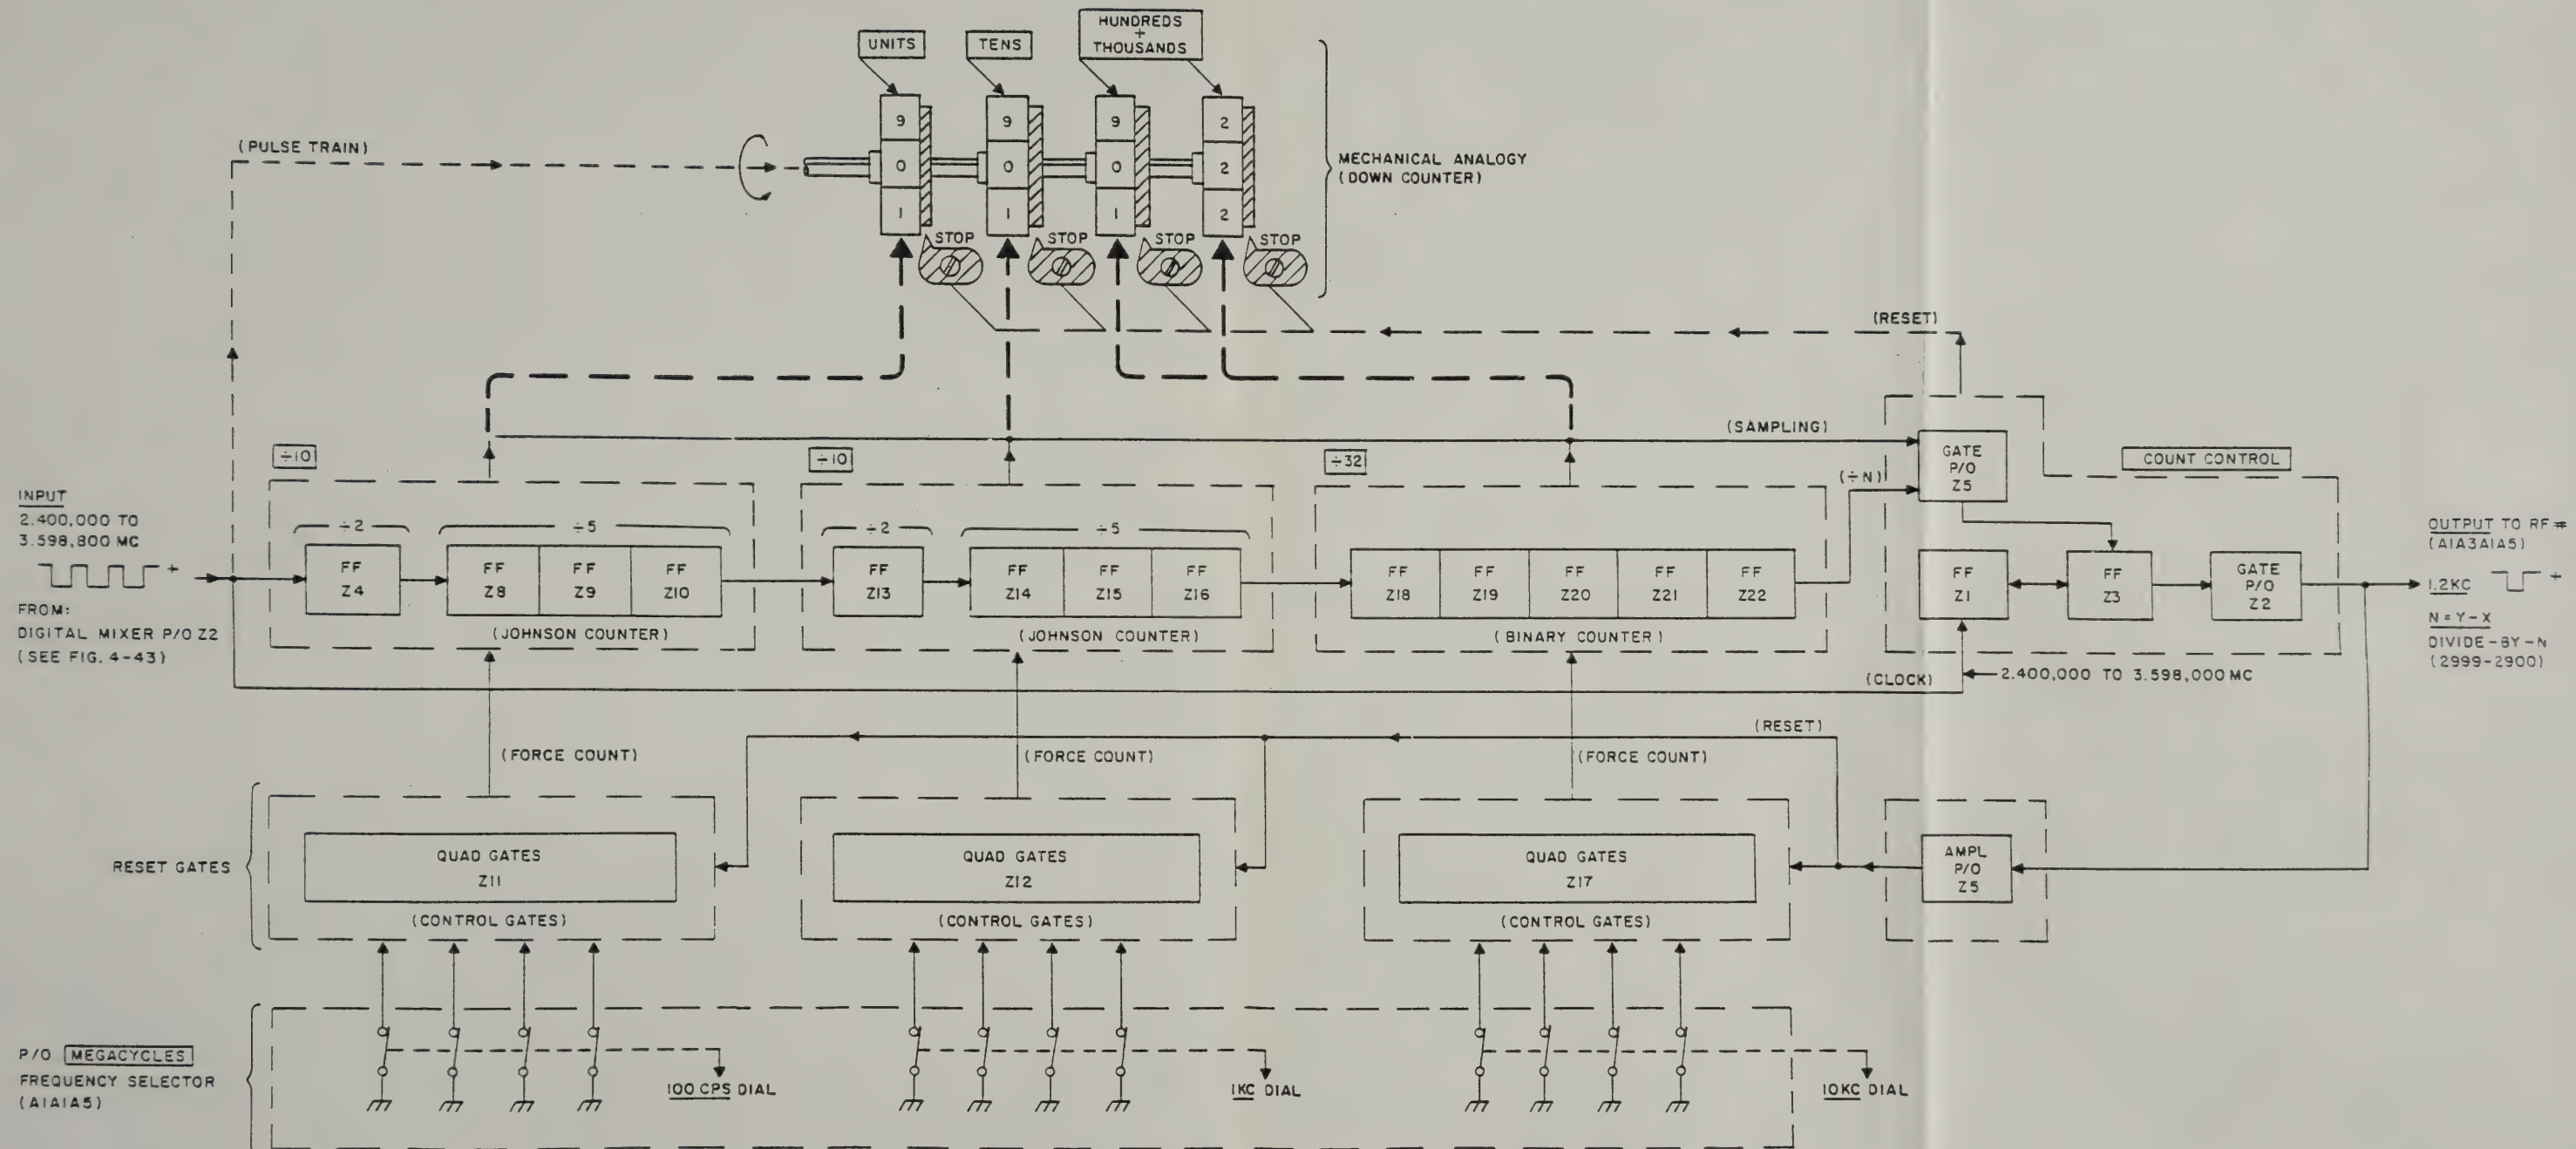 HUNDREDS
+
THOUSANDS
UNITS
TENS
9 9 9 2
0 0 0 2
1 1 1 2
STOP STOP STOP STOP
MECHANICAL ANALOGY
(DOWN COUNTER)
(PULSE TRAIN)
(RESET)
(SAMPLING)
÷10
÷10
÷32
(÷N)
GATE
P/O
Z5
COUNT CONTROL
INPUT
2.400,000 TO
3.598,800 MC
+
FROM:
DIGITAL MIXER P/O Z2
(SEE FIG. 4-43)
÷2
÷5
FF
Z4
FF
Z8
FF
Z9
FF
Z10
(JOHNSON COUNTER)
÷2
÷5
FF
Z13
FF
Z14
FF
Z15
FF
Z16
(JOHNSON COUNTER)
FF
Z18
FF
Z19
FF
Z20
FF
Z21
FF
Z22
(BINARY COUNTER)
FF
Z1
FF
Z3
GATE
P/O
Z2
OUTPUT TO RF #
(A1A3A1A5)
1.2KC
+
N=Y-X
DIVIDE-BY-N
(2999-2900)
(CLOCK)
2.400,000 TO 3.598,000 MC
(RESET)
(FORCE COUNT)
(FORCE COUNT)
(FORCE COUNT)
RESET GATES
QUAD GATES
Z11
(CONTROL GATES)
QUAD GATES
Z12
(CONTROL GATES)
QUAD GATES
Z17
(CONTROL GATES)
AMPL
P/O
Z5
P/O MEGACYCLES
FREQUENCY SELECTOR
(A1A1A5)
100 CPS DIAL
1KC DIAL
10KC DIAL